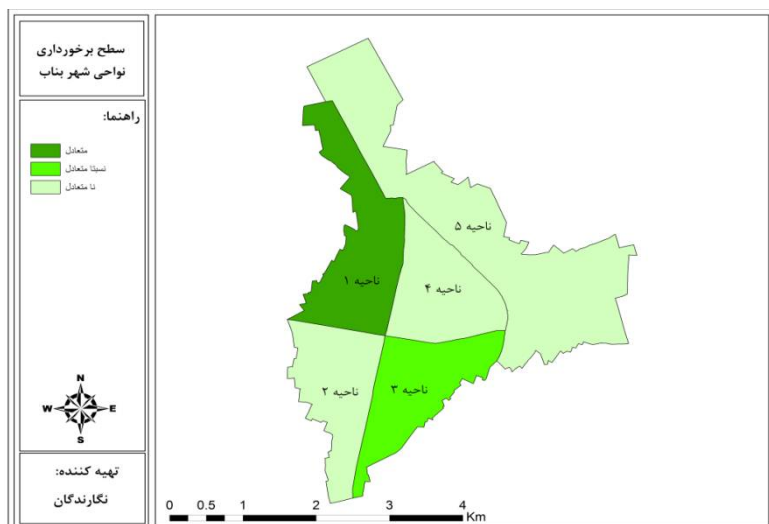 سطح برخورداری
نواحی شهر بناب
راهنما:
متعادل
نسبتا متعادل
نا متعادل
N
W E
S
تهیه کننده:
نگارندگان
ناحیه ۵
ناحیه ۱
ناحیه ۴
ناحیه ۲
ناحیه ۳
0 0.5 1 2 3 4
Km